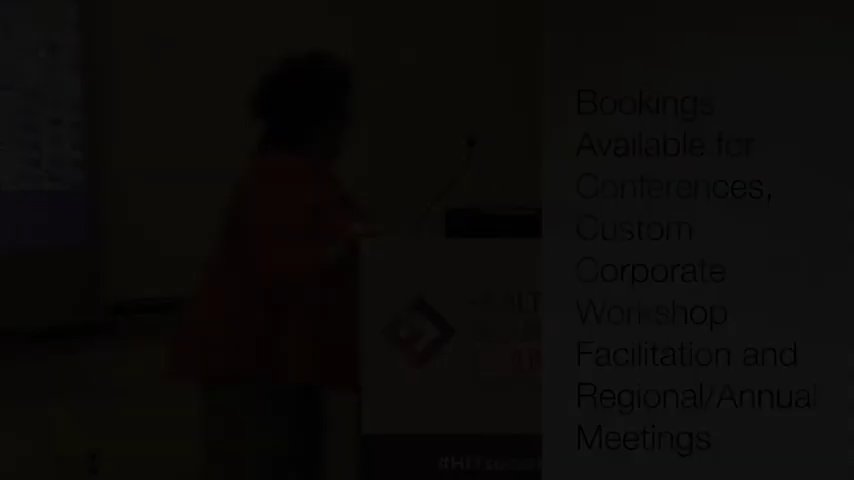 Bookings
Available for
Conferences,
Custom
Corporate
Workshop
Facilitation and
Regional/Annual
Meetings